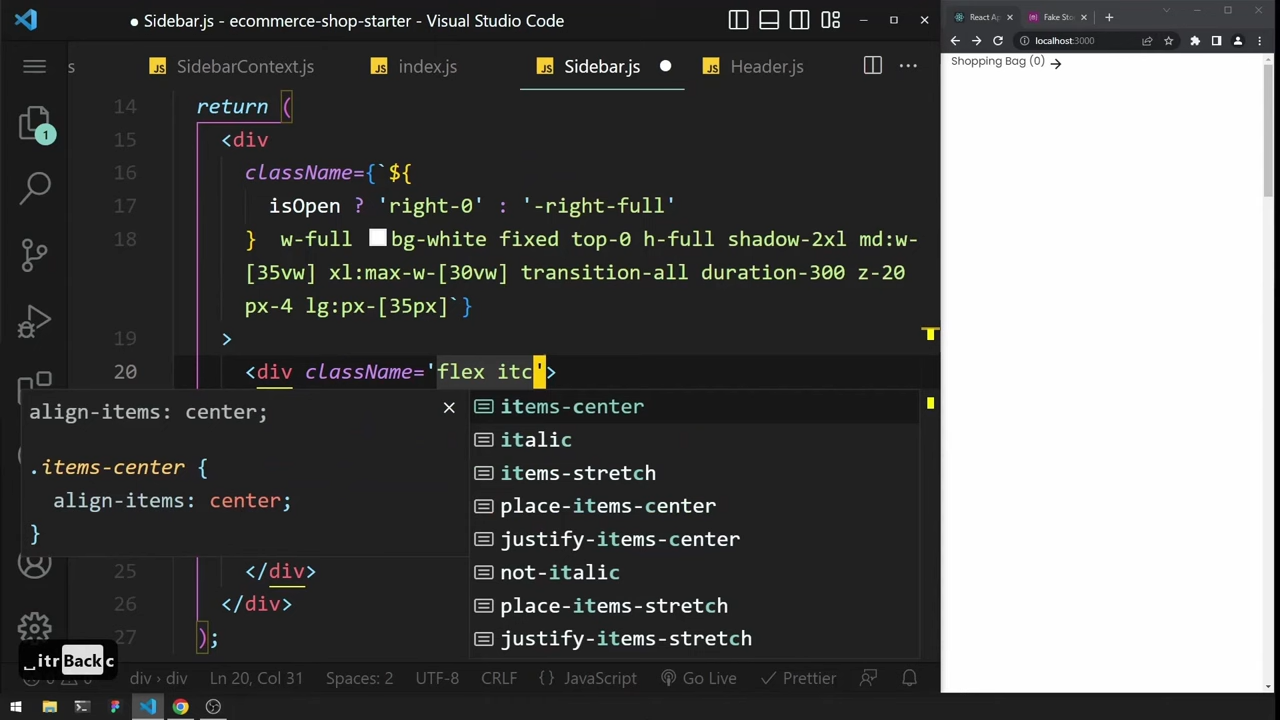 Sidebar.js - ecommerce-shop-starter - Visual Studio Code
s
JS SidebarContext.js
JS index.js
JS Sidebar.js
JS Header.js
14 return (
15 <div
16 className={`${
17 isOpen ? 'right-0' : '-right-full'
18 } w-full bg-white fixed top-0 h-full shadow-2xl md:w-
[35vw] xl:max-w-[30vw] transition-all duration-300 z-20
px-4 lg:px-[35px]`}
19 >
20 <div className='flex itc'>
align-items: center;
.items-center {
align-items: center;
}
items-center
italic
items-stretch
place-items-center
justify-items-center
not-italic
place-items-stretch
justify-items-stretch
25 </div>
26 </div>
27 );
1
␣itrBack c
div › div
Ln 20, Col 31
Spaces: 2
UTF-8
CRLF
{} JavaScript
Go Live
Prettier
React Ap
Fake Sto
localhost:3000
Shopping Bag (0)